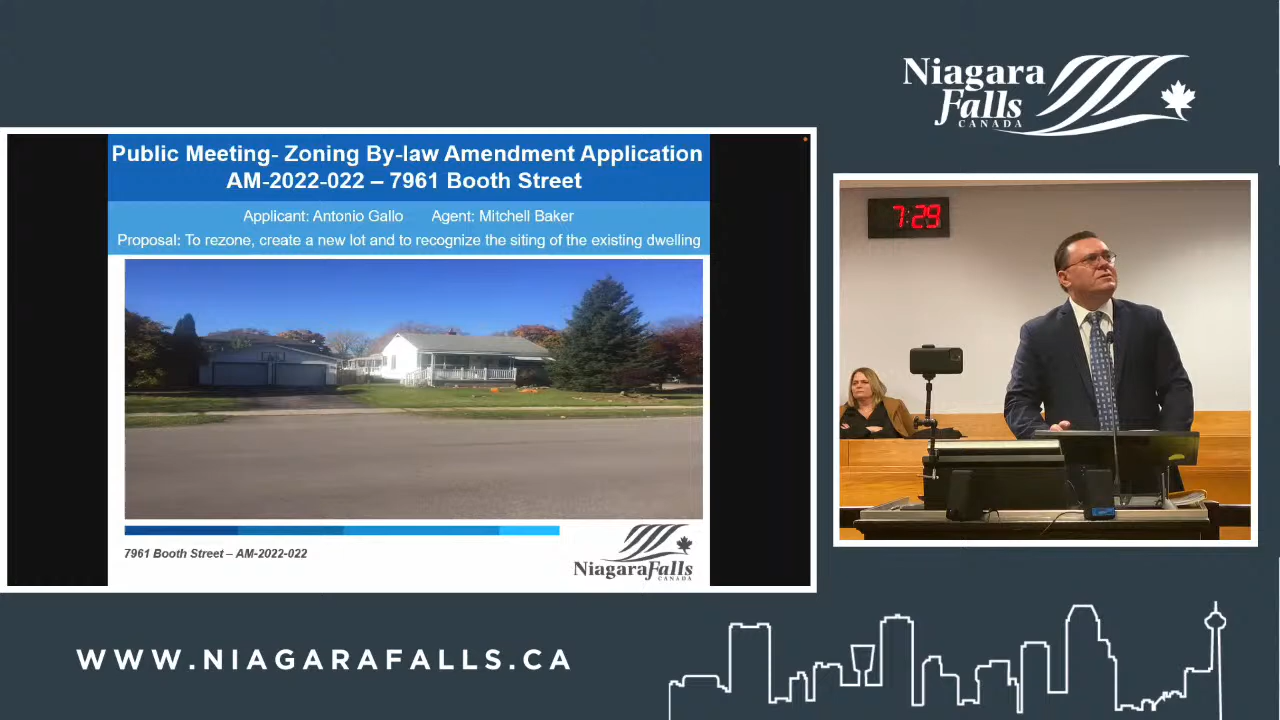 Niagara
Falls
CANADA
Public Meeting- Zoning By-law Amendment Application
AM-2022-022 – 7961 Booth Street
Applicant: Antonio Gallo Agent: Mitchell Baker
Proposal: To rezone, create a new lot and to recognize the siting of the existing dwelling
7:29
7961 Booth Street – AM-2022-022
NiagaraFalls
CANADA
WWW.NIAGARAFALLS.CA